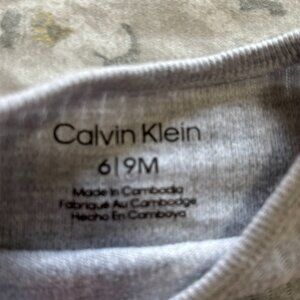 Calvin Klein
6|9M
Made In Cambodia
Fabriqué Au Cambodge
Hecho En Camboya